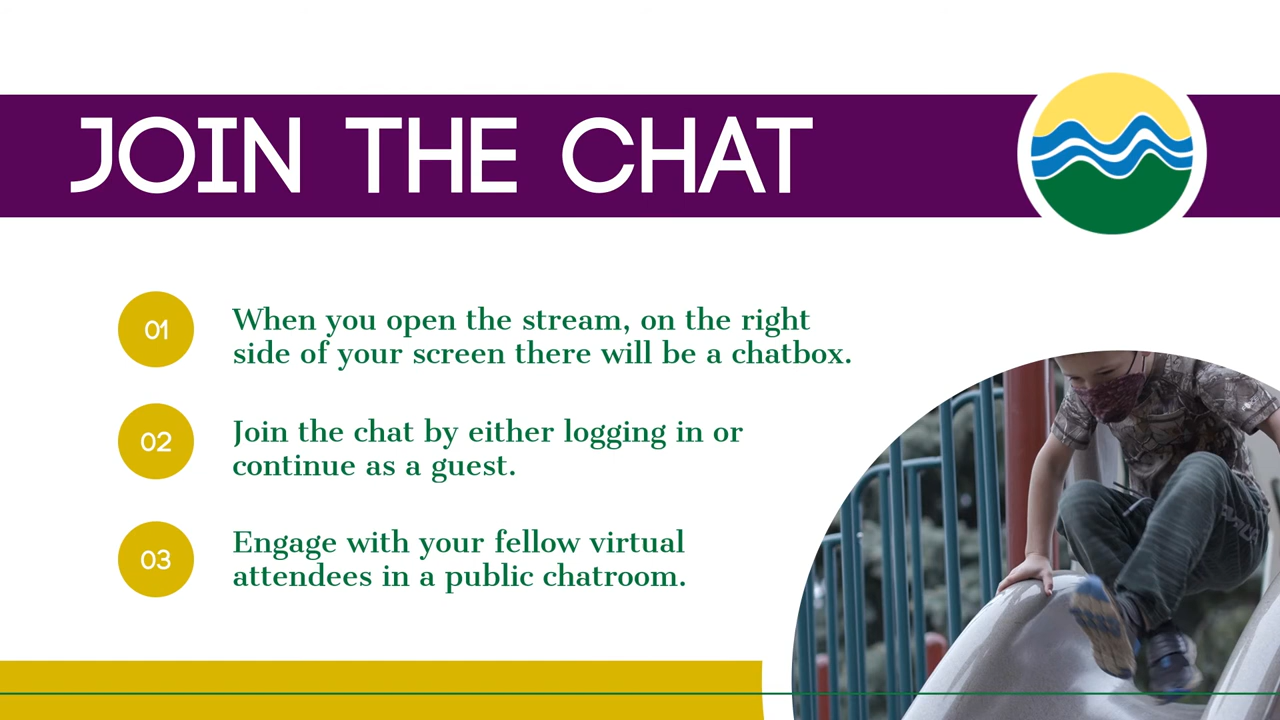 JOIN THE CHAT
01
When you open the stream, on the right
side of your screen there will be a chatbox.
02
Join the chat by either logging in or
continue as a guest.
03
Engage with your fellow virtual
attendees in a public chatroom.